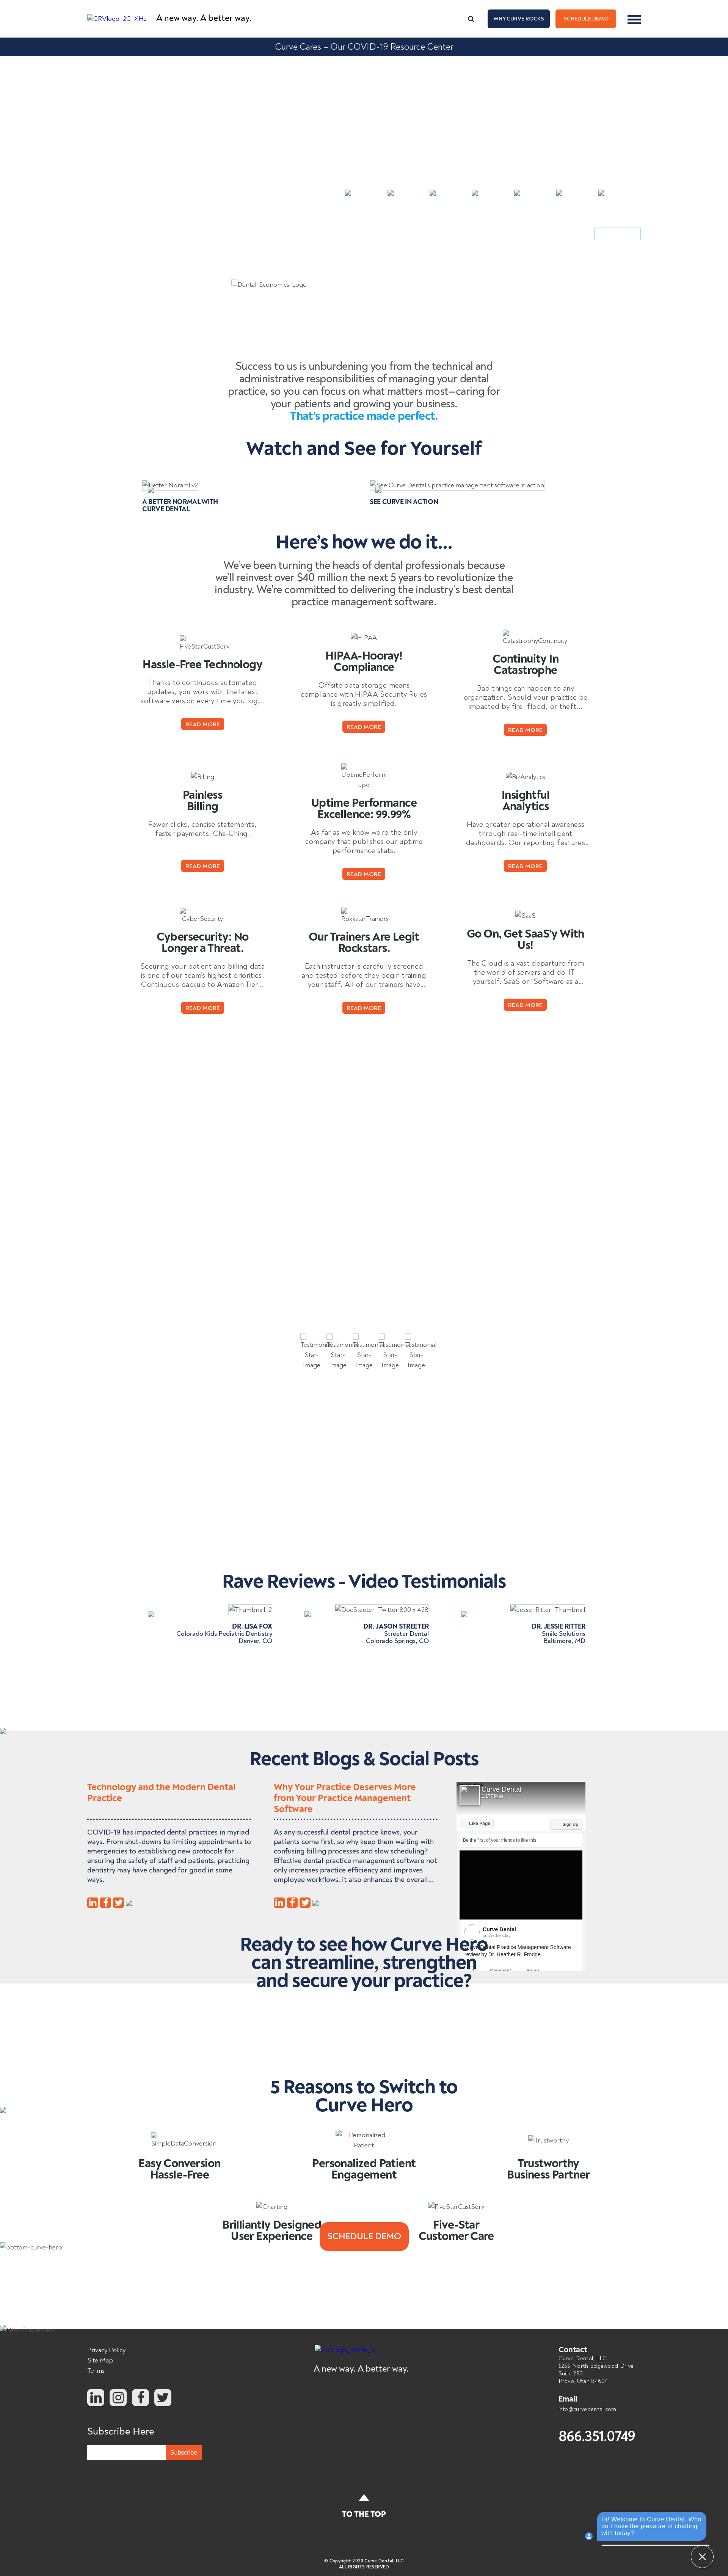 CRVlogo_2C_XHz
A new way. A better way.
WHY CURVE ROCKS
SCHEDULE DEMO
Curve Cares – Our COVID-19 Resource Center
Dental-Economics-Logo
Success to us is unburdening you from the technical and
administrative responsibilities of managing your dental
practice, so you can focus on what matters most—caring for
your patients and growing your business.
That's practice made perfect.
Watch and See for Yourself
Better Noraml v2
A BETTER NORMAL WITH
CURVE DENTAL
See Curve Dental's practice management software in action
SEE CURVE IN ACTION
Here's how we do it...
We've been turning the heads of dental professionals because
we'll reinvest over $40 million the next 5 years to revolutionize the
industry. We're committed to delivering the industry's best dental
practice management software.
FiveStarCustServ
Hassle-Free Technology
Thanks to continuous automated
updates, you work with the latest
software version every time you log...
READ MORE
HIPAA
HIPAA-Hooray!
Compliance
Offsite data storage means
compliance with HIPAA Security Rules
is greatly simplified.
READ MORE
CatastrophyContinuity
Continuity In
Catastrophe
Bad things can happen to any
organization. Should your practice be
impacted by fire, flood, or theft....
READ MORE
Billing
Painless
Billing
Fewer clicks, concise statements,
faster payments. Cha-Ching.
READ MORE
UptimePerform-
upd
Uptime Performance
Excellence: 99.99%
As far as we know we're the only
company that publishes our uptime
performance stats.
READ MORE
BizAnalytics
Insightful
Analytics
Have greater operational awareness
through real-time intelligent
dashboards. Our reporting features..
READ MORE
CyberSecurity
Cybersecurity: No
Longer a Threat.
Securing your patient and billing data
is one of our team's highest priorities.
Continuous backup to Amazon Tier...
READ MORE
RoxkstarTrainers
Our Trainers Are Legit
Rockstars.
Each instructor is carefully screened
and tested before they begin training
your staff. All of our trainers have...
READ MORE
SaaS
Go On, Get SaaS'y With
Us!
The Cloud is a vast departure from
the world of servers and do-IT-
yourself. SaaS or "Software as a...
READ MORE
Testimonial-
Star-
Image
Testimonial-
Star-
Image
Testimonial-
Star-
Image
Testimonial-
Star-
Image
Testimonial-
Star-
Image
Rave Reviews - Video Testimonials
Thumbnail_2
DR. LISA FOX
Colorado Kids Pediatric Dentistry
Denver, CO
DocSteeter_Twitter 800 x 428
DR. JASON STREETER
Streeter Dental
Colorado Springs, CO
Jesse_Ritter_Thumbnail
DR. JESSIE RITTER
Smile Solutions
Baltimore, MD
Recent Blogs & Social Posts
Technology and the Modern Dental
Practice
COVID-19 has impacted dental practices in myriad
ways. From shut-downs to limiting appointments to
emergencies to establishing new protocols for
ensuring the safety of staff and patients, practicing
dentistry may have changed for good in some
ways.
Why Your Practice Deserves More
from Your Practice Management
Software
As any successful dental practice knows, your
patients come first, so why keep them waiting with
confusing billing processes and slow scheduling?
Effective dental practice management software not
only increases practice efficiency and improves
employee workflows, it also enhances the overall...
Curve Dental
Like Page
Sign Up
Be the first of your friends to like this
Curve Dental
on Wednesday
Dental Practice Management Software
review by Dr. Heather R. Frodge.
Comment
Share
Ready to see how Curve Hero
can streamline, strengthen
and secure your practice?
5 Reasons to Switch to
Curve Hero
SimpleDataConversion
Easy Conversion
Hassle-Free
Personalized
Patient
Personalized Patient
Engagement
Trustworthy
Trustworthy
Business Partner
Charting
Brilliantly Designed
User Experience
FiveStarCustServ
Five-Star
Customer Care
SCHEDULE DEMO
bottom-curve-hero
Privacy Policy
Site Map
Terms
Subscribe Here
Subscribe
A new way. A better way.
Contact
Curve Dental, LLC
5255 North Edgewood Drive
Suite 250
Provo, Utah 84604
Email
info@curvedental.com
866.351.0749
TO THE TOP
© Copyright 2020 Curve Dental, LLC
ALL RIGHTS RESERVED
Hi! Welcome to Curve Dental. Who
do I have the pleasure of chatting
with today?